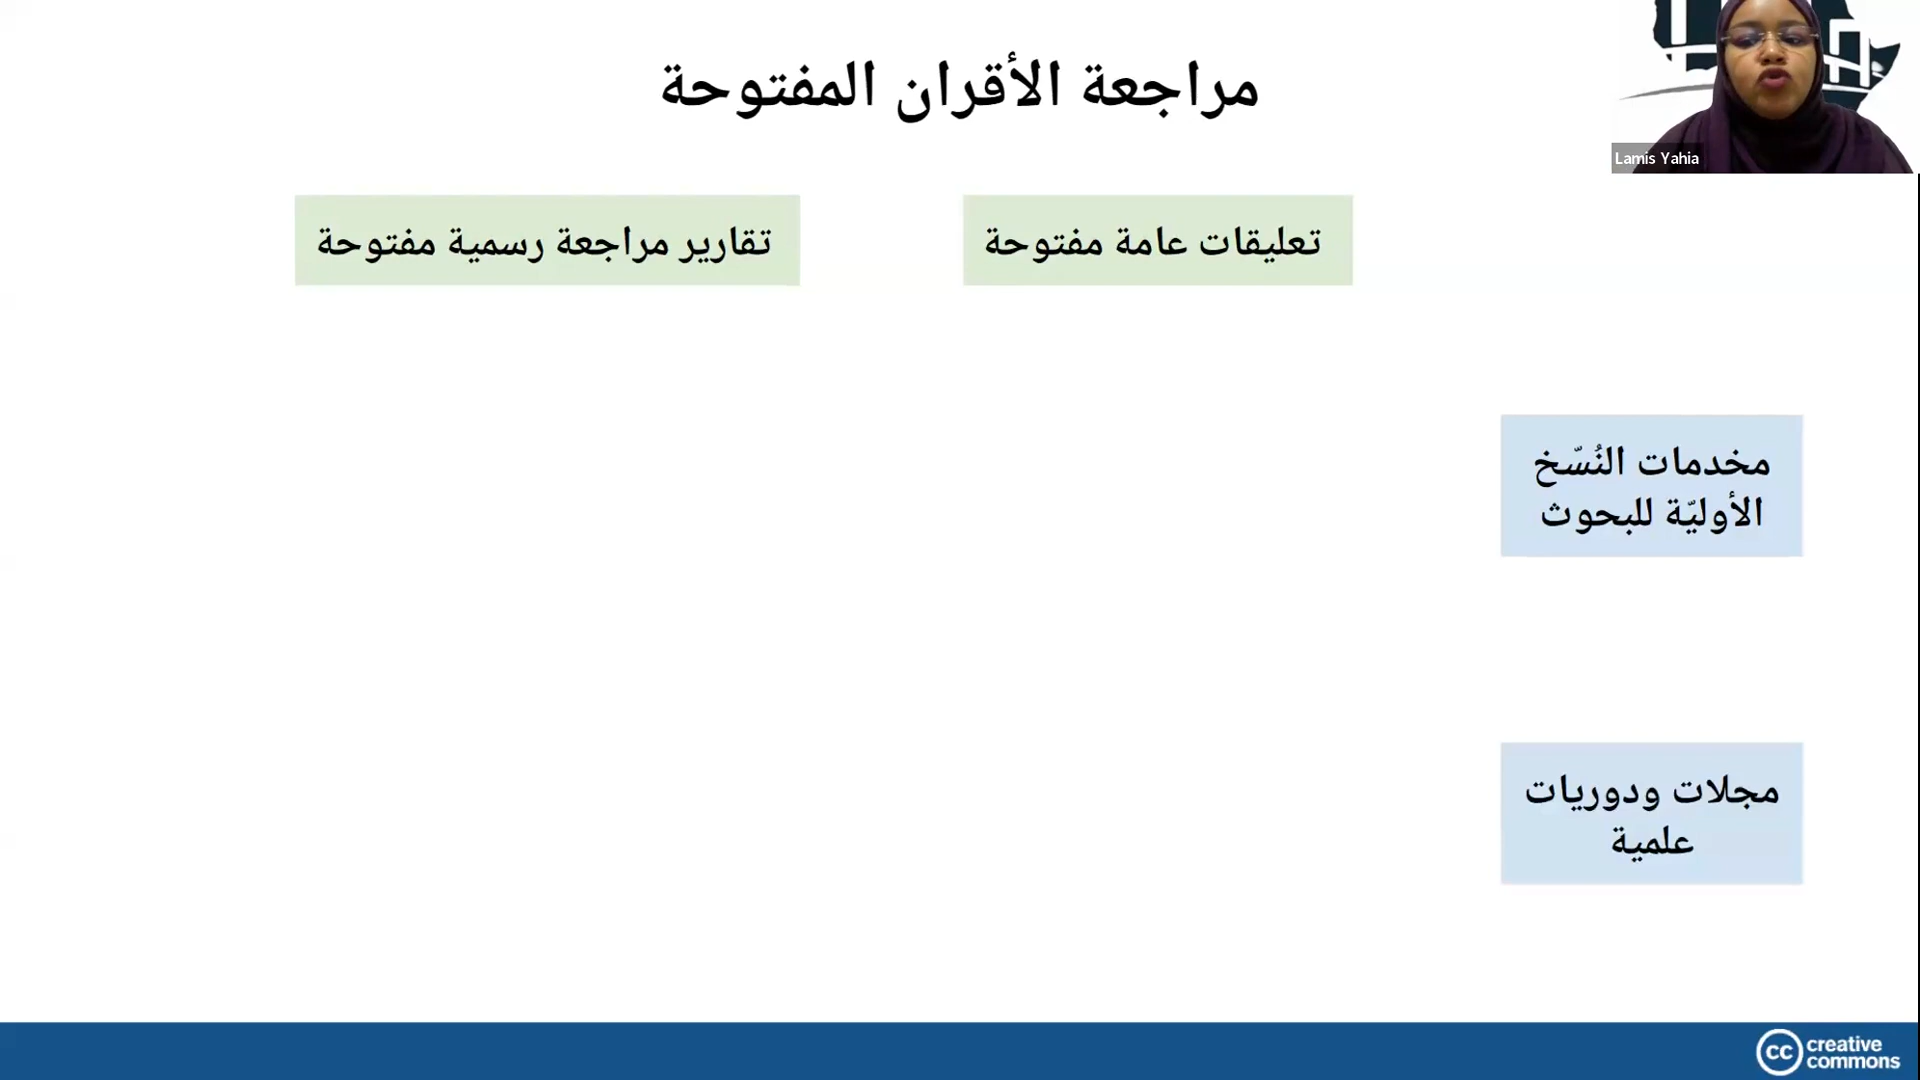 مراجعة الأقران المفتوحة
Lamis Yahia
تعليقات عامة مفتوحة
تقارير مراجعة رسمية مفتوحة
مخدمات النُسّخ
الأوليّة للبحوث
مجلات ودوريات
علمية
cc creative
commons